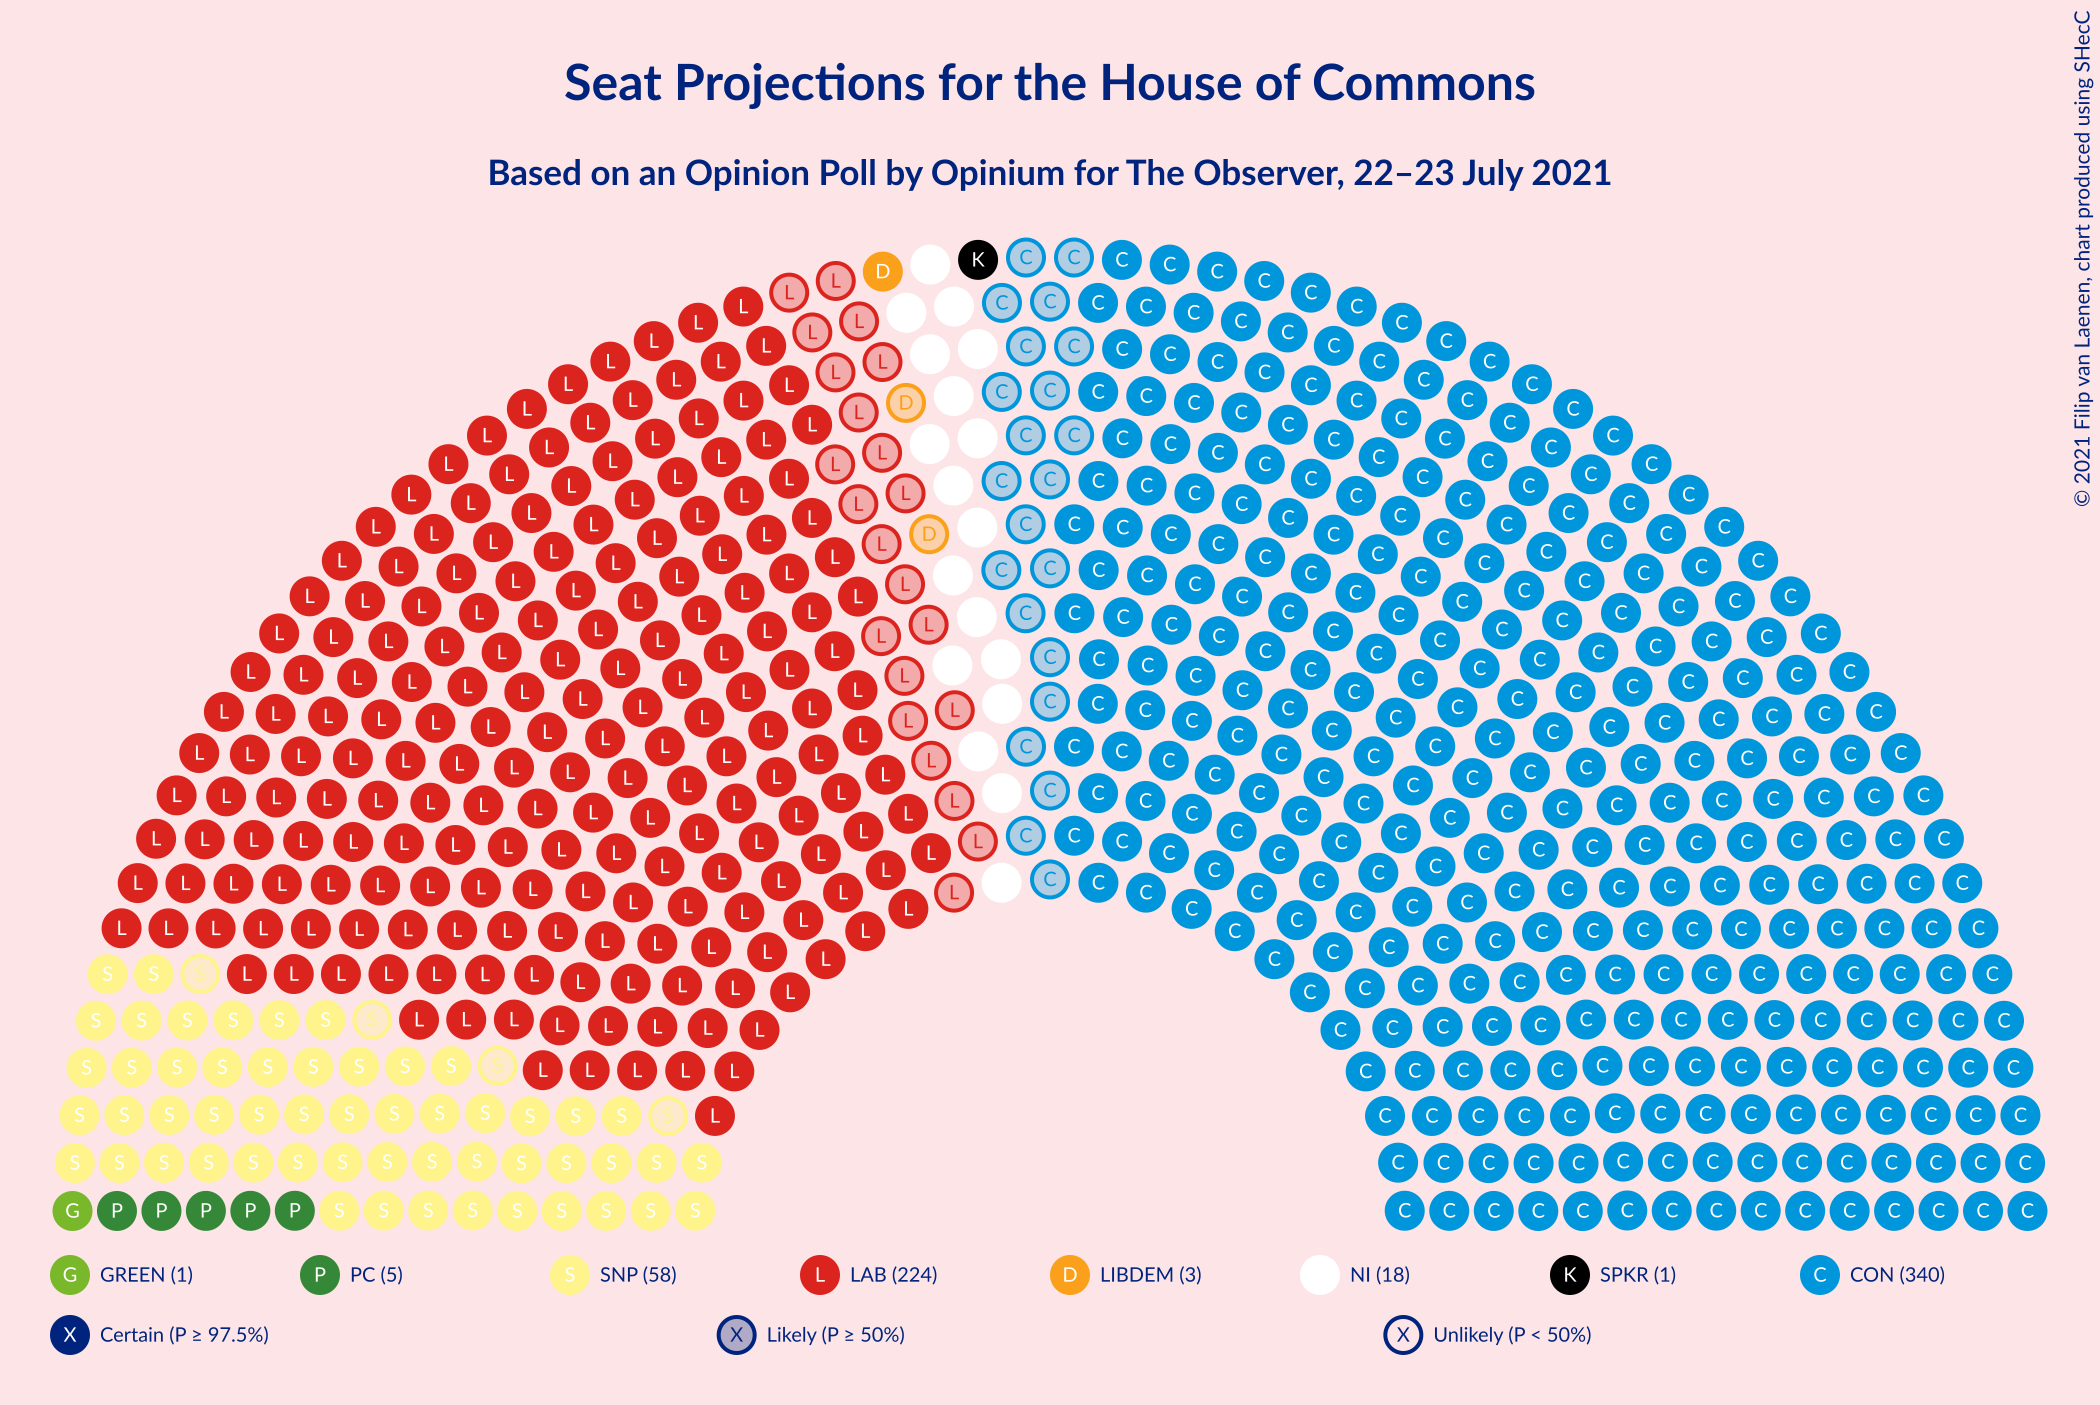 Seat Projections for the House of Commons
Based on an Opinion Poll by Opinium for The Observer, 22–23 July 2021
© 2021 Filip van Laenen, chart produced using SHecC
G GREEN (1)
P PC (5)
S SNP (58)
L LAB (224)
D LIBDEM (3)
NI (18)
K SPKR (1)
C CON (340)
X Certain (P ≥ 97.5%)
X Likely (P ≥ 50%)
X Unlikely (P < 50%)